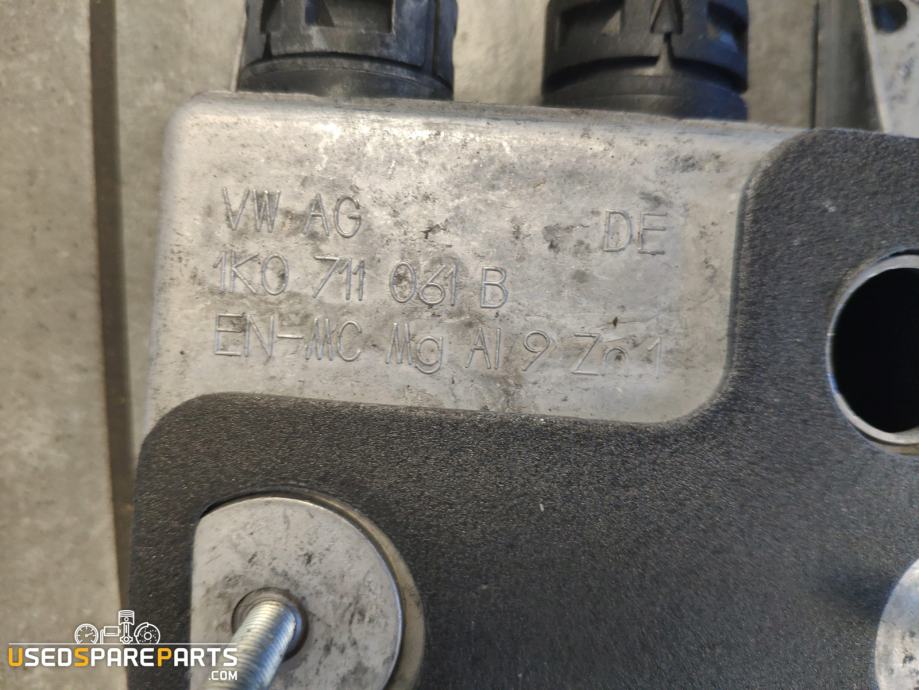 VW AG DE
1K0 711 061 B
EN-MC Mg Al 9 Zn 1
USEDSPAREPARTS
.COM